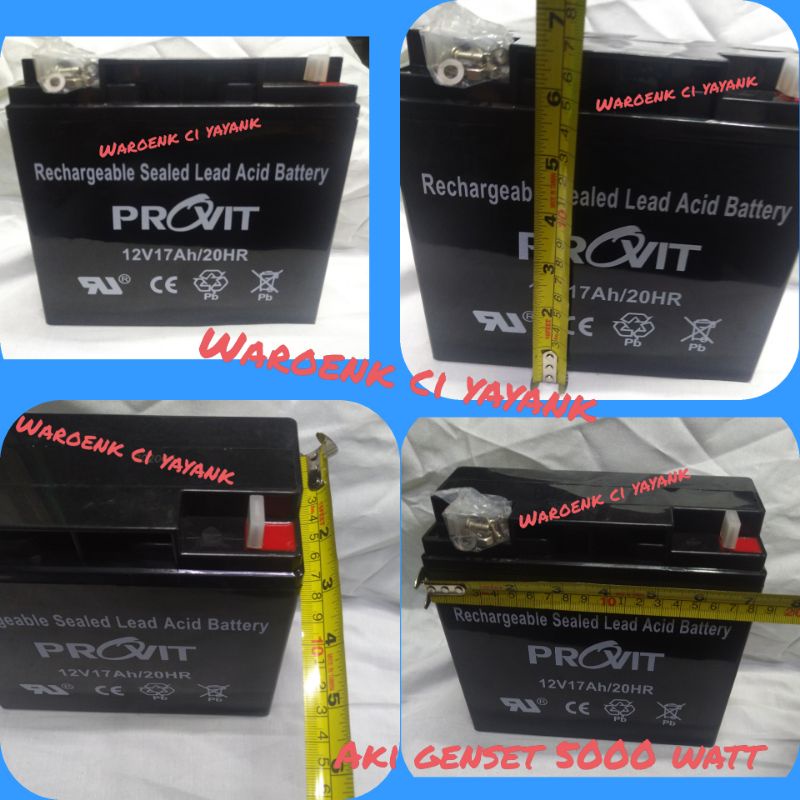 Waroenk ci yayank
Rechargeable Sealed Lead Acid Battery
PROVIT
12V17Ah/20HR
CE
Pb
Waroenk ci yayank
Rechargeable Sealed Lead Acid Battery
PROVIT
17Ah/20HR
CE
Pb
Pb
Waroenk ci yayank
Waroenk ci yayank
geable Sealed Lead Acid Battery
PROVIT
12V17Ah/20HR
CE
Pb
Waroenk ci yayank
Rechargeable Sealed Lead Acid Battery
PROVIT
12V17Ah/20HR
CE
Pb
Pb
Aki genset 5000 watt